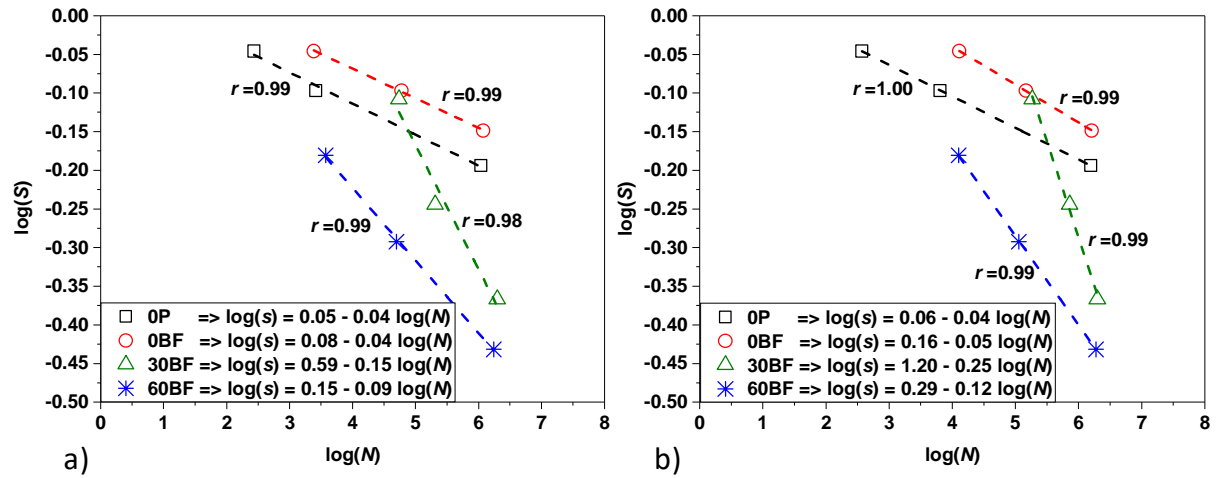 0.00
-0.05
-0.10
-0.15
-0.20
-0.25
-0.30
-0.35
-0.40
-0.45
-0.50
log(S)
r =0.99
r =0.99
r =0.98
r =0.99
0P => log(s) = 0.05 - 0.04 log(N)
0BF => log(s) = 0.08 - 0.04 log(N)
30BF => log(s) = 0.59 - 0.15 log(N)
60BF => log(s) = 0.15 - 0.09 log(N)
0 1 2 3 4 5 6 7 8
log(N)
a)
0.00
-0.05
-0.10
-0.15
-0.20
-0.25
-0.30
-0.35
-0.40
-0.45
-0.50
log(S)
r =1.00
r =0.99
r =0.99
r =0.99
0P => log(s) = 0.06 - 0.04 log(N)
0BF => log(s) = 0.16 - 0.05 log(N)
30BF => log(s) = 1.20 - 0.25 log(N)
60BF => log(s) = 0.29 - 0.12 log(N)
0 1 2 3 4 5 6 7 8
log(N)
b)